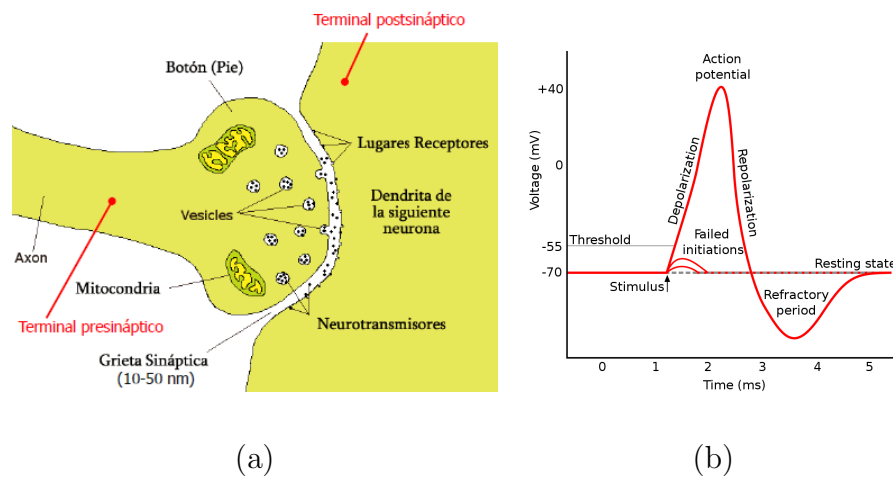 Terminal postsináptico
Botón (Pie)
Lugares Receptores
Vesicles
Dendrita de
la siguiente
neurona
Axon
Mitocondria
Terminal presináptico
Neurotransmisores
Grieta Sináptica
(10-50 nm)
(a)
Action
potential
+40
Voltage (mV)
0
Depolarization
Repolarization
Threshold
-55
Failed
initiations
Resting state
-70
Stimulus
Refractory
period
0 1 2 3 4 5
Time (ms)
(b)